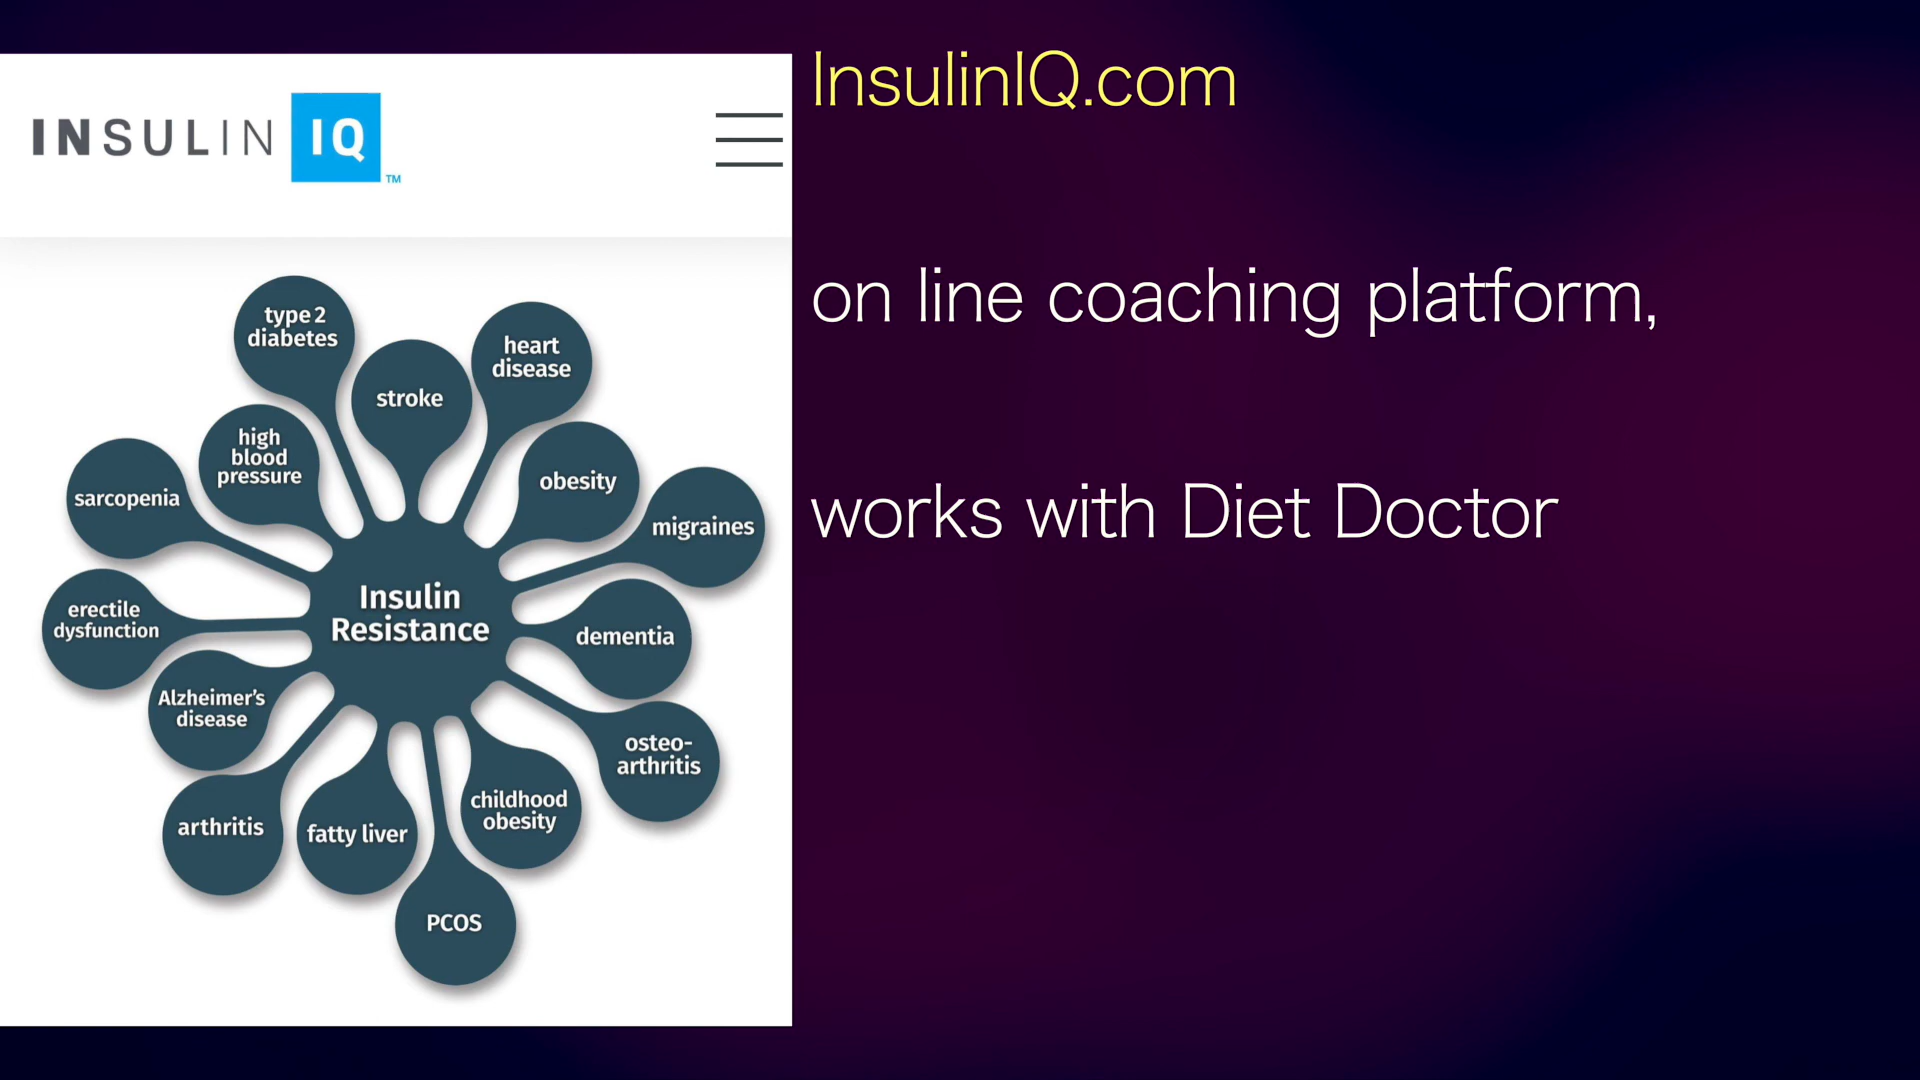 INSULIN IQ ™
InsulinIQ.com
on line coaching platform,
works with Diet Doctor
type 2
diabetes
stroke
heart
disease
high
blood
pressure
obesity
sarcopenia
migraines
Insulin
Resistance
erectile
dysfunction
dementia
Alzheimer's
disease
osteo-
arthritis
arthritis
fatty liver
childhood
obesity
PCOS